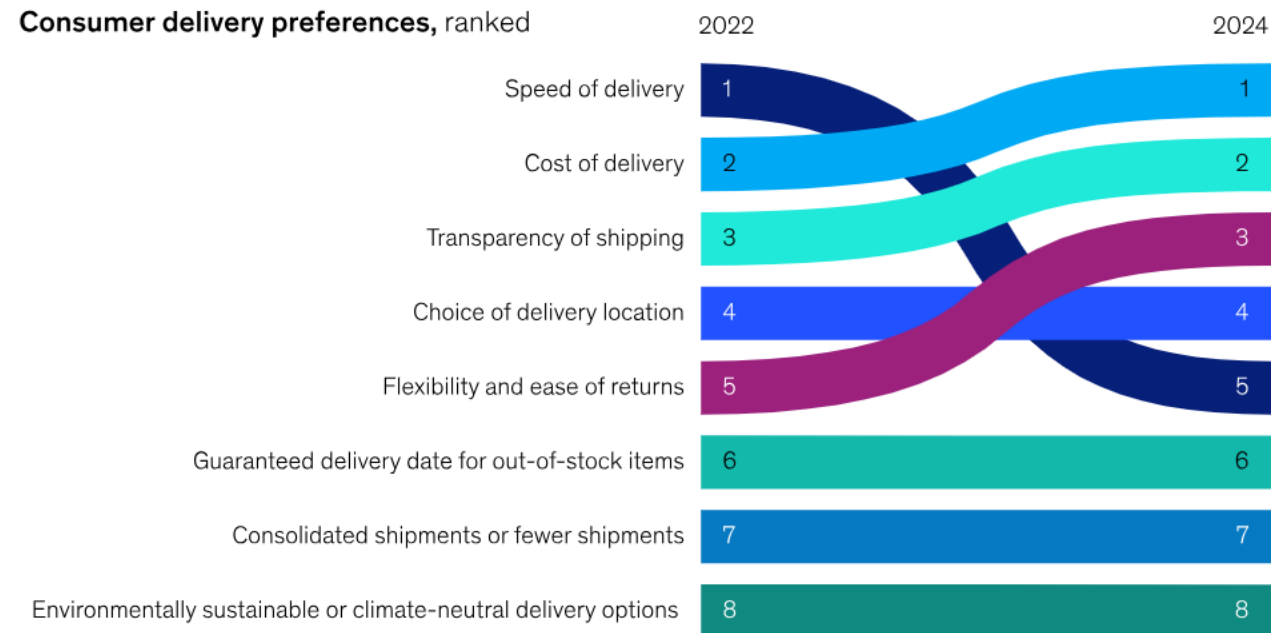 Consumer delivery preferences, ranked 2022 2024
Speed of delivery 1 1
Cost of delivery 2 2
Transparency of shipping 3 3
Choice of delivery location 4 4
Flexibility and ease of returns 5 5
Guaranteed delivery date for out-of-stock items 6 6
Consolidated shipments or fewer shipments 7 7
Environmentally sustainable or climate-neutral delivery options 8 8